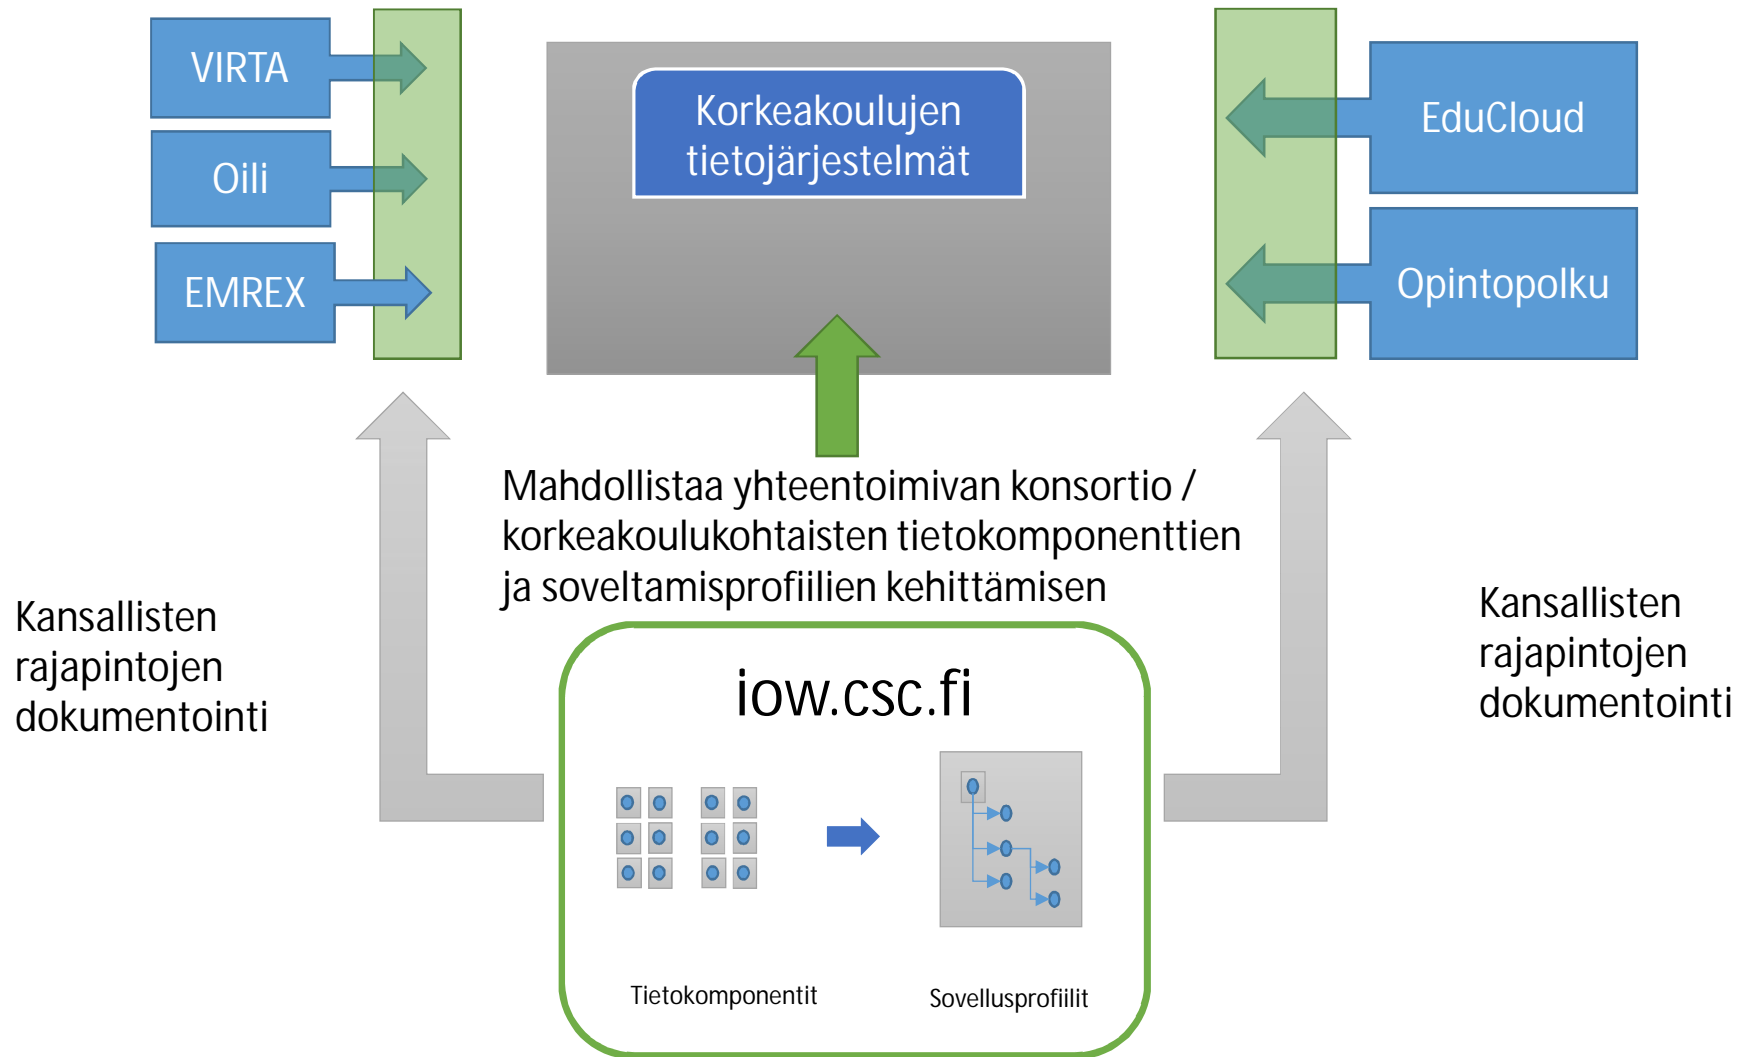 VIRTA
Oili
EMREX
Korkeakoulujen
tietojärjestelmät
EduCloud
Opintopolku
Mahdollistaa yhteentoimivan konsortio /
korkeakoulukohtaisten tietokomponenttien
ja soveltamisprofiilien kehittämisen
Kansallisten
rajapintojen
dokumentointi
Kansallisten
rajapintojen
dokumentointi
iow.csc.fi
Tietokomponentit
Sovellusprofiilit